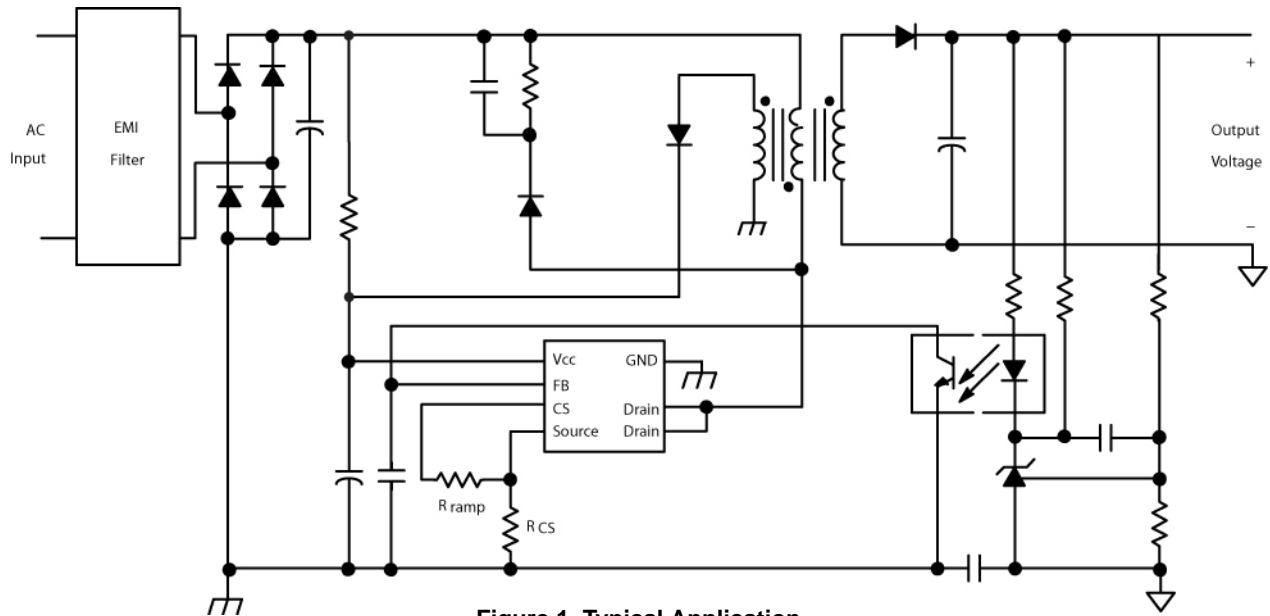 AC
Input
EMI
Filter
+
Output
Voltage
−
Vcc
GND
FB
CS
Drain
Source
Drain
R ramp
R CS
Figure 1. Typical Application